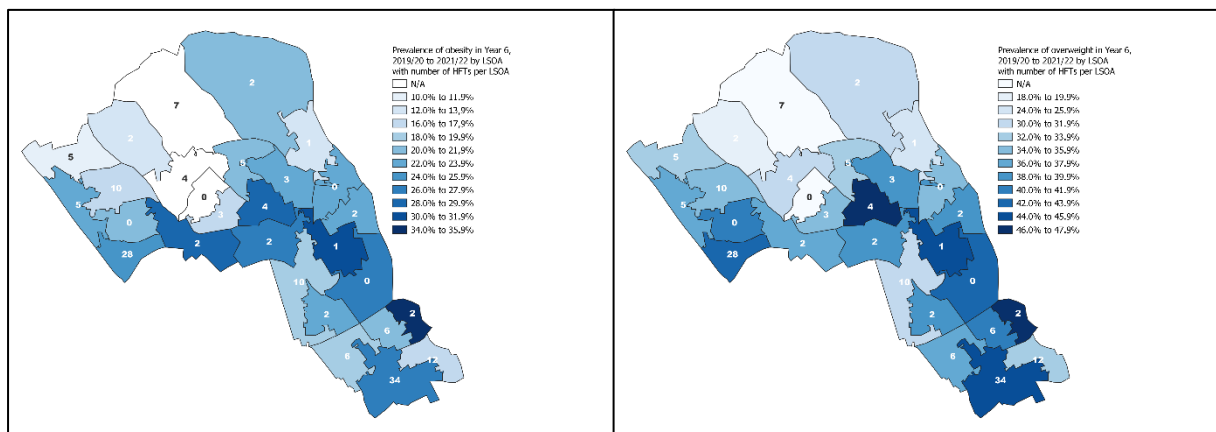 Prevalence of obesity in Year 6,
2019/20 to 2021/22 by LSOA
with number of HFTs per LSOA
N/A
10.0% to 11.9%
12.0% to 13,9%
16.0% to 17,9%
18.0% to 19.9%
20.0% to 21,9%
22.0% to 23.9%
24.0% to 25.9%
26.0% to 27.9%
28.0% to 29.9%
30.0% to 31.9%
34.0% to 35.9%
2
7
2
1
5
5
4
3
10
0
0
5
4
3
2
0
2
2
1
28
10
0
2
2
6
6
12
34
Prevalence of overweight in Year 6,
2019/20 to 2021/22 by LSOA
with number of HFTs per LSOA
N/A
18.0% to 19.9%
24.0% to 25.9%
30.0% to 31.9%
32.0% to 33.9%
34.0% to 35.9%
36.0% to 37.9%
38.0% to 39.9%
40.0% to 41.9%
42.0% to 43.9%
44.0% to 45.9%
46.0% to 47.9%
2
7
2
1
5
5
4
3
10
0
0
5
4
3
2
0
2
2
1
28
10
0
2
2
6
6
12
34